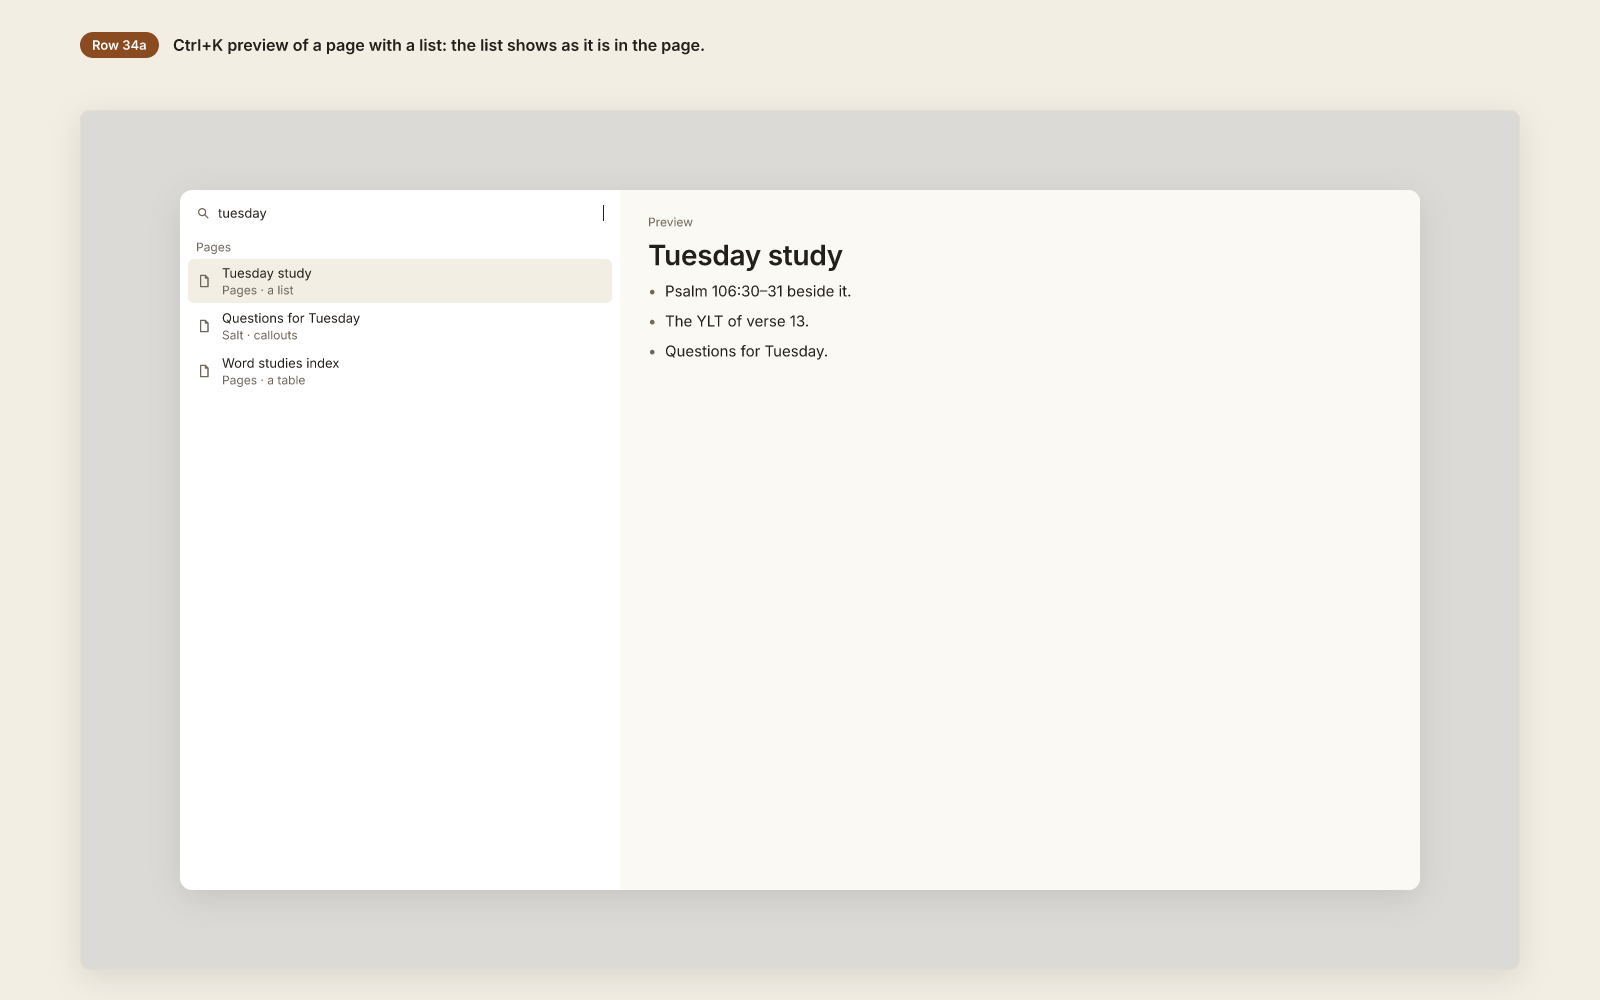 Row 34a
Ctrl+K preview of a page with a list: the list shows as it is in the page.
tuesday
Pages
Tuesday study
Pages · a list
Questions for Tuesday
Salt · callouts
Word studies index
Pages · a table
Preview
Tuesday study
• Psalm 106:30–31 beside it.
• The YLT of verse 13.
• Questions for Tuesday.